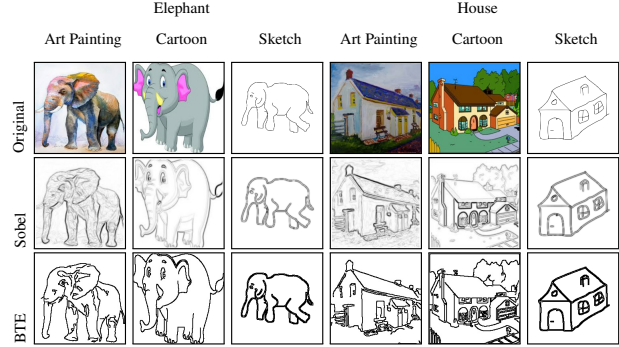 Elephant House
Art Painting Cartoon Sketch Art Painting Cartoon Sketch
Original
Sobel
BTE